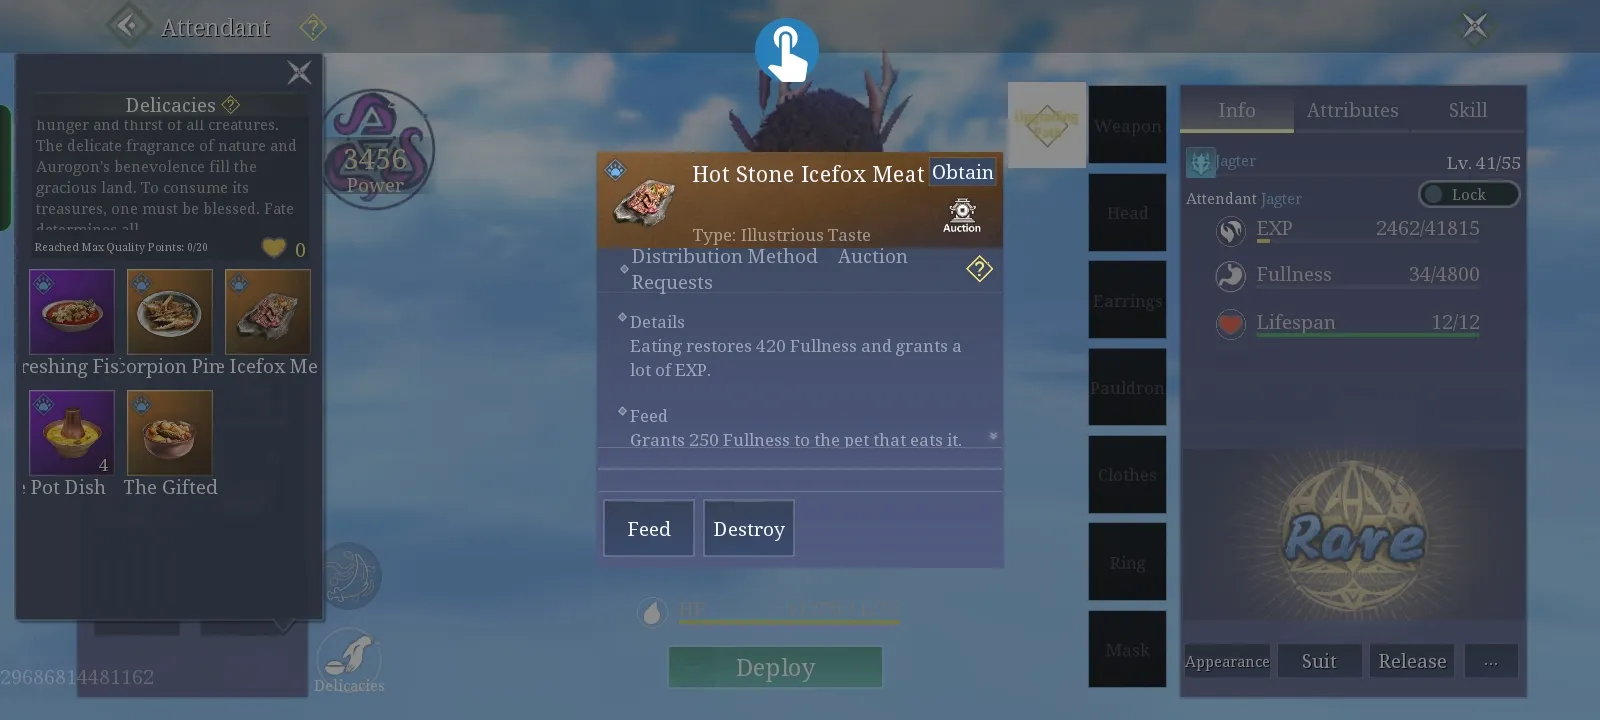 Attendant
Delicacies
hunger and thirst of all creatures.
The delicate fragrance of nature and
Aurogon's benevolence fill the
gracious land. To consume its
treasures, one must be blessed. Fate
determines all
Reached Max Quality Points: 0/20
0
reshing Fis
corpion Pin
e Icefox Me
4
e Pot Dish
The Gifted
29686814481162
3456
Power
Delicacies
Hot Stone Icefox Meat
Obtain
Auction
Type: Illustrious Taste
Distribution Method Auction
Requests
Details
Eating restores 420 Fullness and grants a
lot of EXP.
Feed
Grants 250 Fullness to the pet that eats it.
Feed
Destroy
HP
Deploy
Weapon
Head
Earrings
Pauldron
Clothes
Ring
Mask
Info
Attributes
Skill
Jagter
Lv. 41/55
Attendant Jagter
Lock
EXP 2462/41815
Fullness 34/4800
Lifespan 12/12
Rare
Appearance
Suit
Release
...